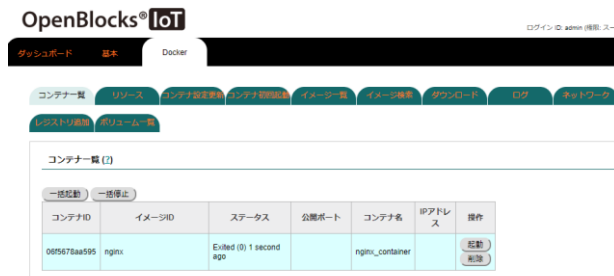 OpenBlocks® IoT
ログイン ID: admin (権限: スー
ダッシュボード 基本 Docker
コンテナ一覧 リソース コンテナ設定更新 コンテナ初回起動 イメージ一覧 イメージ検索 ダウンロード ログ ネットワーク
レジストリ追加 ボリューム一覧
コンテナ一覧 (?)
一括起動 一括停止
コンテナID イメージID ステータス 公開ポート コンテナ名 IPアドレス 操作
06f5678aa595 nginx Exited (0) 1 second ago nginx_container 起動
削除